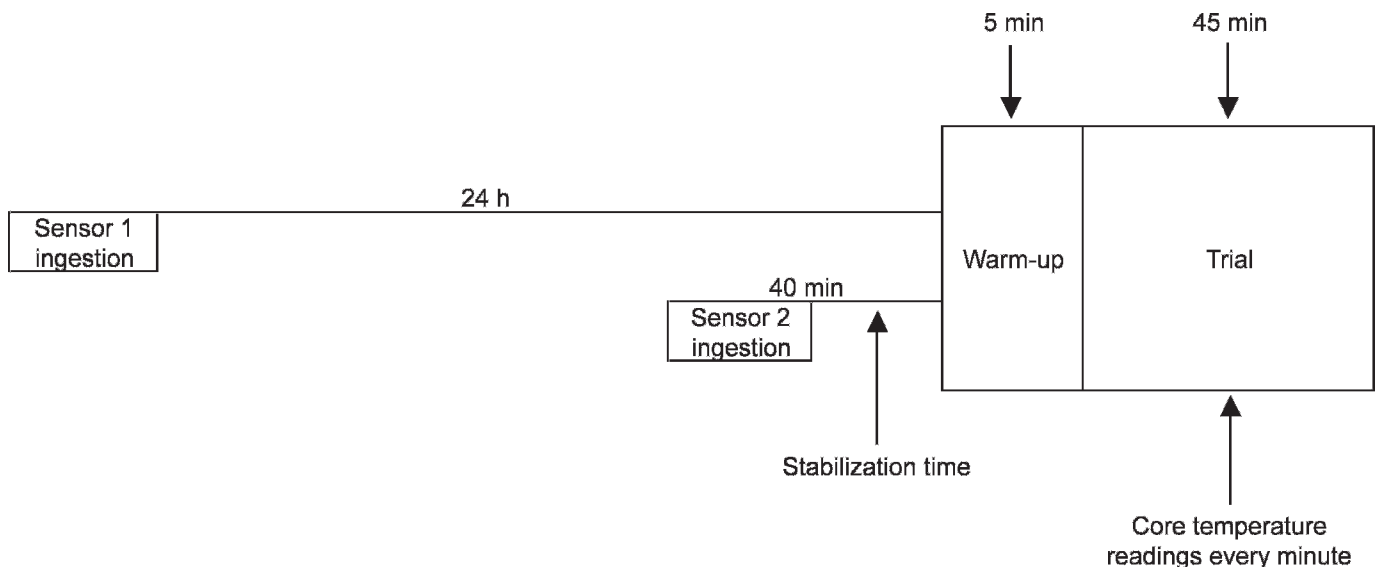 5 min
45 min
24 h
Sensor 1
ingestion
Warm-up
Trial
40 min
Sensor 2
ingestion
Stabilization time
Core temperature
readings every minute